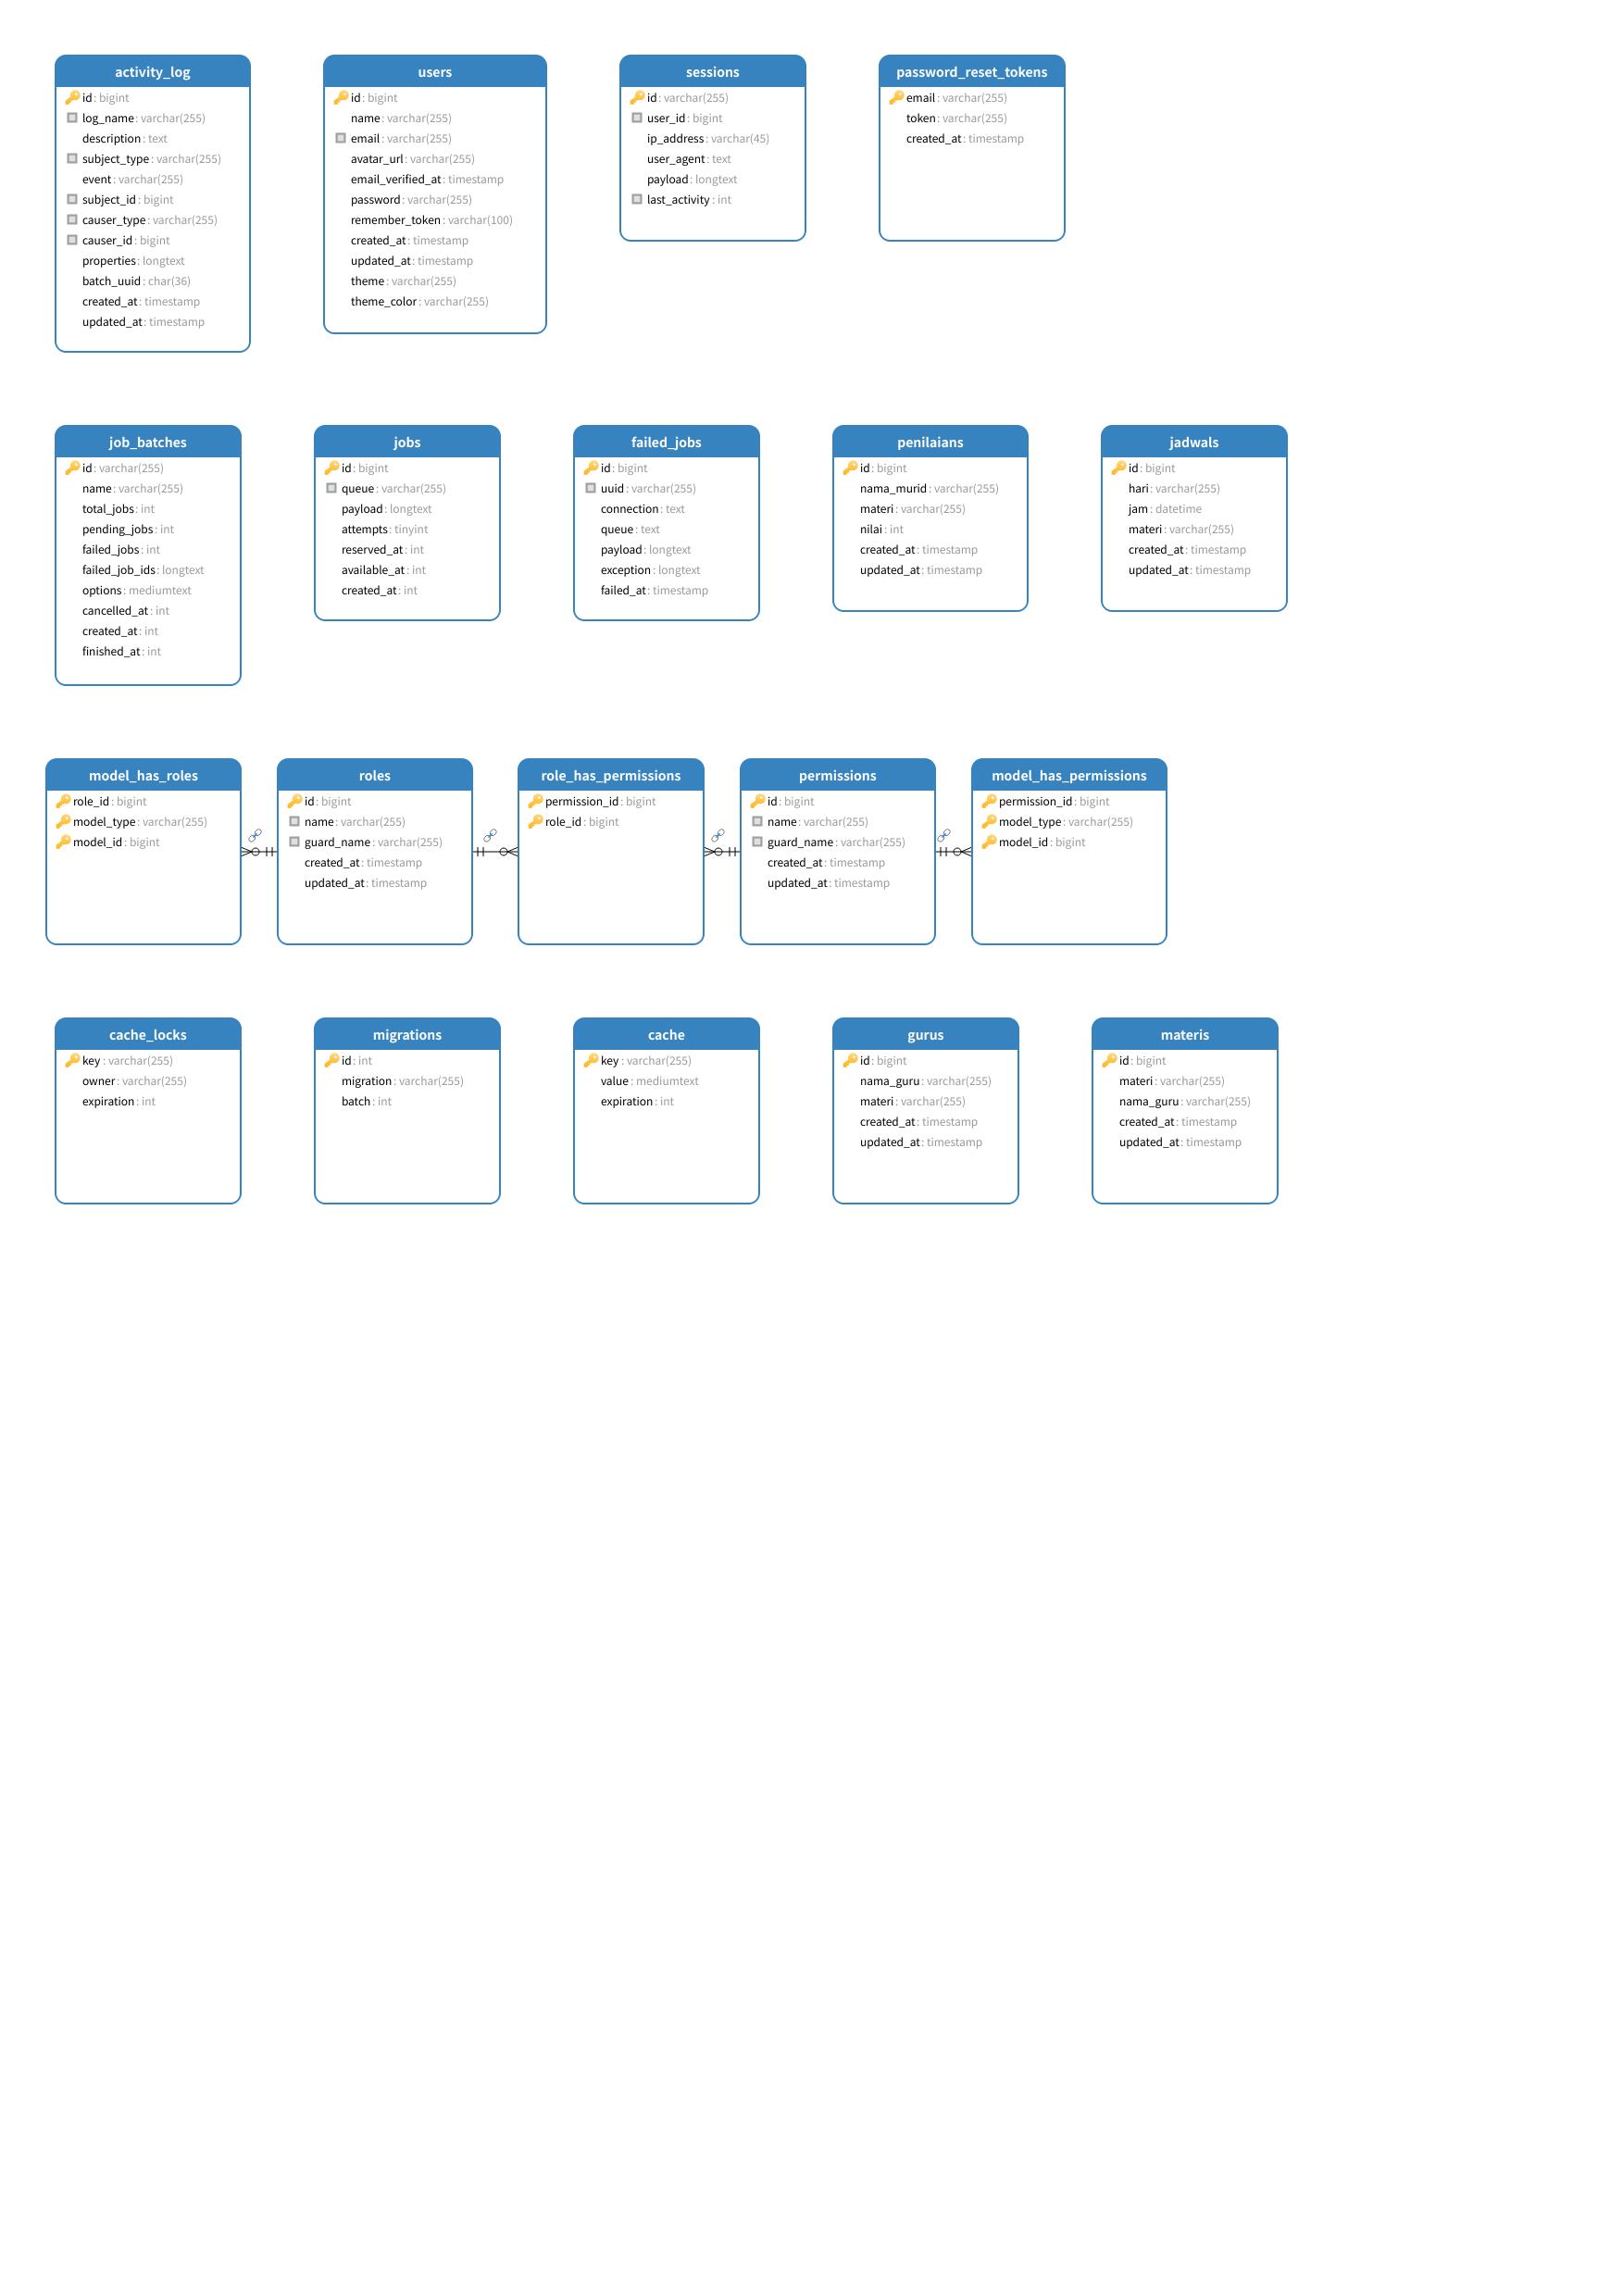 activity_log
id: bigint
log_name: varchar(255)
description: text
subject_type: varchar(255)
event: varchar(255)
subject_id: bigint
causer_type: varchar(255)
causer_id: bigint
properties: longtext
batch_uuid: char(36)
created_at: timestamp
updated_at: timestamp
users
id: bigint
name: varchar(255)
email: varchar(255)
avatar_url: varchar(255)
email_verified_at: timestamp
password: varchar(255)
remember_token: varchar(100)
created_at: timestamp
updated_at: timestamp
theme: varchar(255)
theme_color: varchar(255)
sessions
id: varchar(255)
user_id: bigint
ip_address: varchar(45)
user_agent: text
payload: longtext
last_activity: int
password_reset_tokens
email: varchar(255)
token: varchar(255)
created_at: timestamp
job_batches
id: varchar(255)
name: varchar(255)
total_jobs: int
pending_jobs: int
failed_jobs: int
failed_job_ids: longtext
options: mediumtext
cancelled_at: int
created_at: int
finished_at: int
jobs
id: bigint
queue: varchar(255)
payload: longtext
attempts: tinyint
reserved_at: int
available_at: int
created_at: int
failed_jobs
id: bigint
uuid: varchar(255)
connection: text
queue: text
payload: longtext
exception: longtext
failed_at: timestamp
penilaians
id: bigint
nama_murid: varchar(255)
materi: varchar(255)
nilai: int
created_at: timestamp
updated_at: timestamp
jadwals
id: bigint
hari: varchar(255)
jam: datetime
materi: varchar(255)
created_at: timestamp
updated_at: timestamp
model_has_roles
role_id: bigint
model_type: varchar(255)
model_id: bigint
roles
id: bigint
name: varchar(255)
guard_name: varchar(255)
created_at: timestamp
updated_at: timestamp
role_has_permissions
permission_id: bigint
role_id: bigint
permissions
id: bigint
name: varchar(255)
guard_name: varchar(255)
created_at: timestamp
updated_at: timestamp
model_has_permissions
permission_id: bigint
model_type: varchar(255)
model_id: bigint
cache_locks
key: varchar(255)
owner: varchar(255)
expiration: int
migrations
id: int
migration: varchar(255)
batch: int
cache
key: varchar(255)
value: mediumtext
expiration: int
gurus
id: bigint
nama_guru: varchar(255)
materi: varchar(255)
created_at: timestamp
updated_at: timestamp
materis
id: bigint
materi: varchar(255)
nama_guru: varchar(255)
created_at: timestamp
updated_at: timestamp